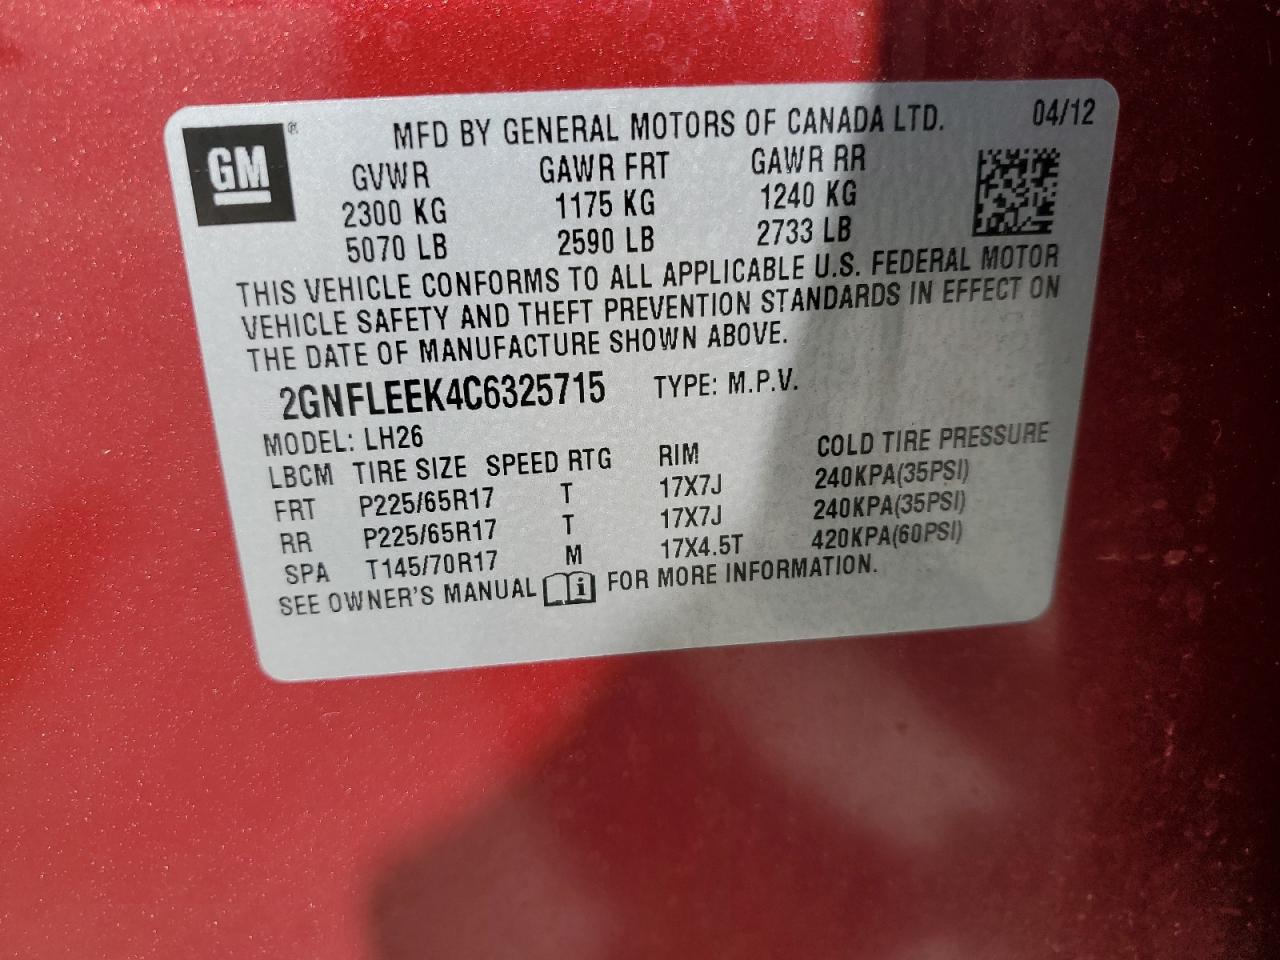 GM®
MFD BY GENERAL MOTORS OF CANADA LTD. 04/12
GVWR GAWR FRT GAWR RR
2300 KG 1175 KG 1240 KG
5070 LB 2590 LB 2733 LB
THIS VEHICLE CONFORMS TO ALL APPLICABLE U.S. FEDERAL MOTOR
VEHICLE SAFETY AND THEFT PREVENTION STANDARDS IN EFFECT ON
THE DATE OF MANUFACTURE SHOWN ABOVE.
2GNFLEEK4C6325715 TYPE: M.P.V.
MODEL: LH26
LBCM TIRE SIZE SPEED RTG RIM COLD TIRE PRESSURE
FRT P225/65R17 T 17X7J 240KPA(35PSI)
RR P225/65R17 T 17X7J 240KPA(35PSI)
SPA T145/70R17 M 17X4.5T 420KPA(60PSI)
SEE OWNER'S MANUAL i FOR MORE INFORMATION.